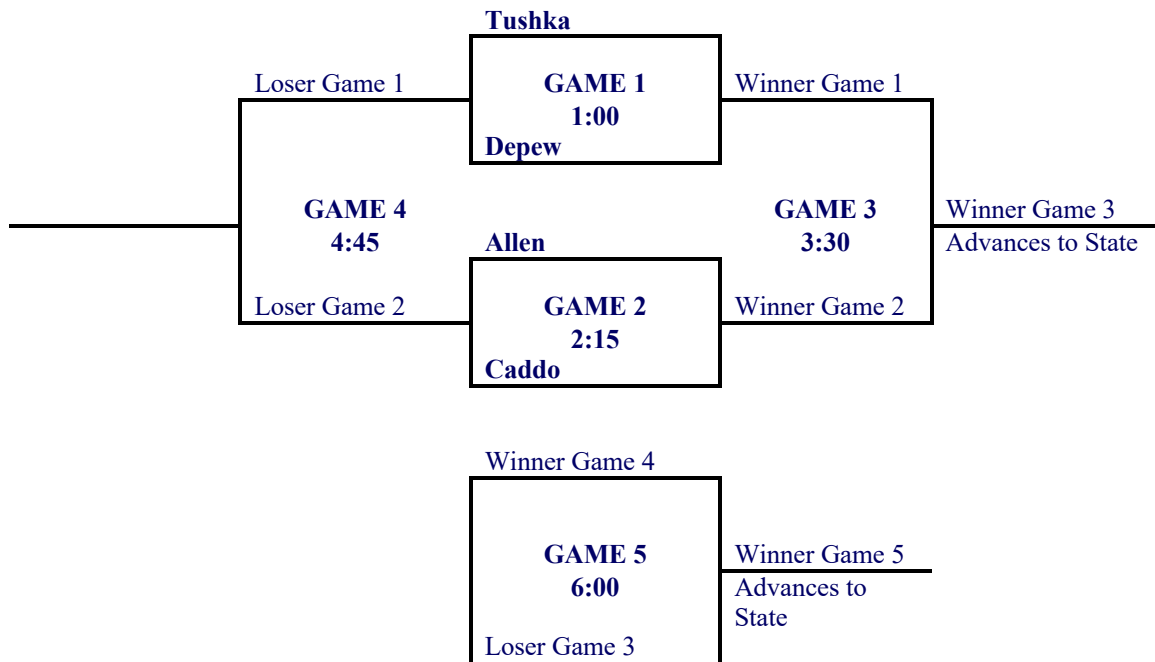 Tushka
Loser Game 1
GAME 1
1:00
Winner Game 1
Depew
GAME 4
4:45
GAME 3
3:30
Winner Game 3
Advances to State
Allen
Loser Game 2
GAME 2
2:15
Winner Game 2
Caddo
Winner Game 4
GAME 5
6:00
Winner Game 5
Advances to
State
Loser Game 3